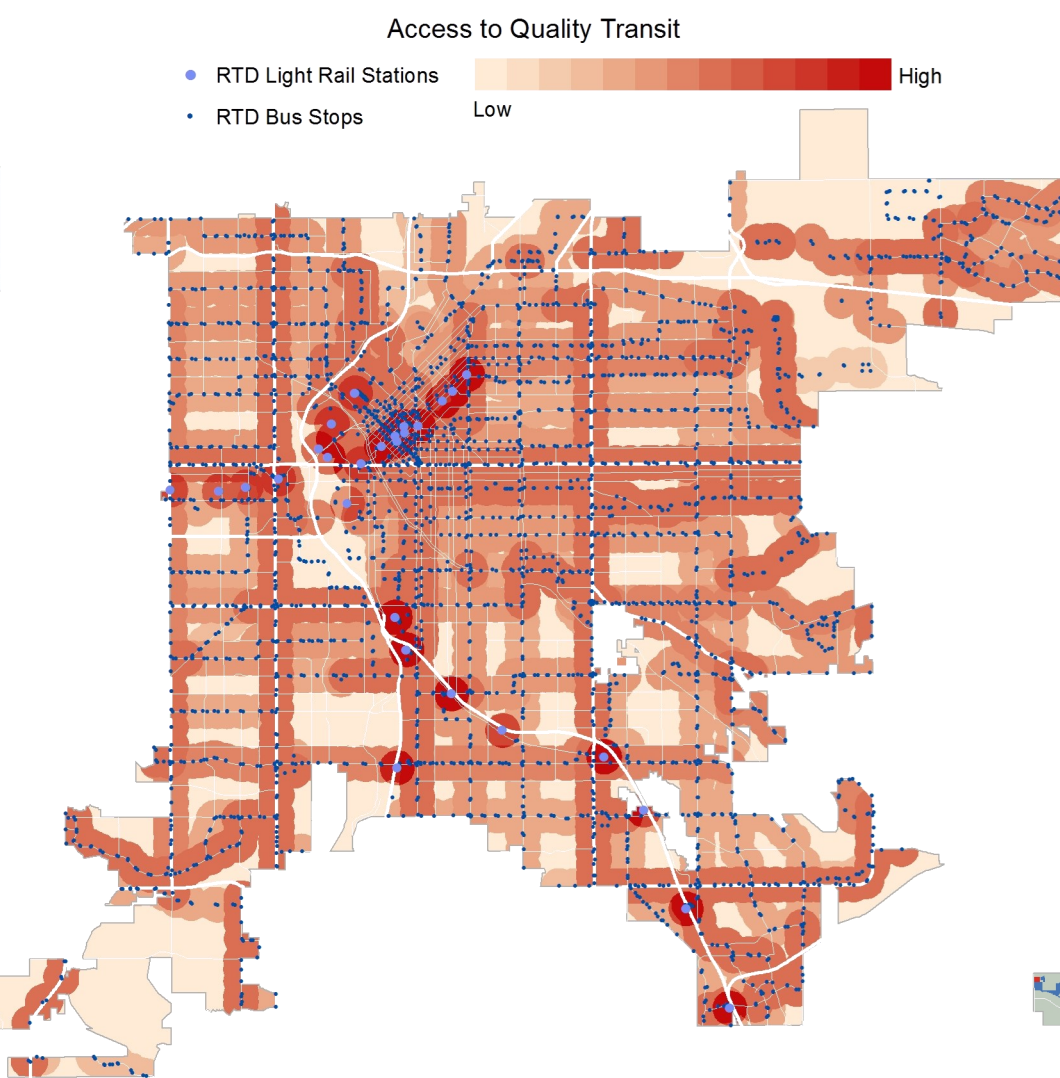 Access to Quality Transit
RTD Light Rail Stations
High
Low
RTD Bus Stops